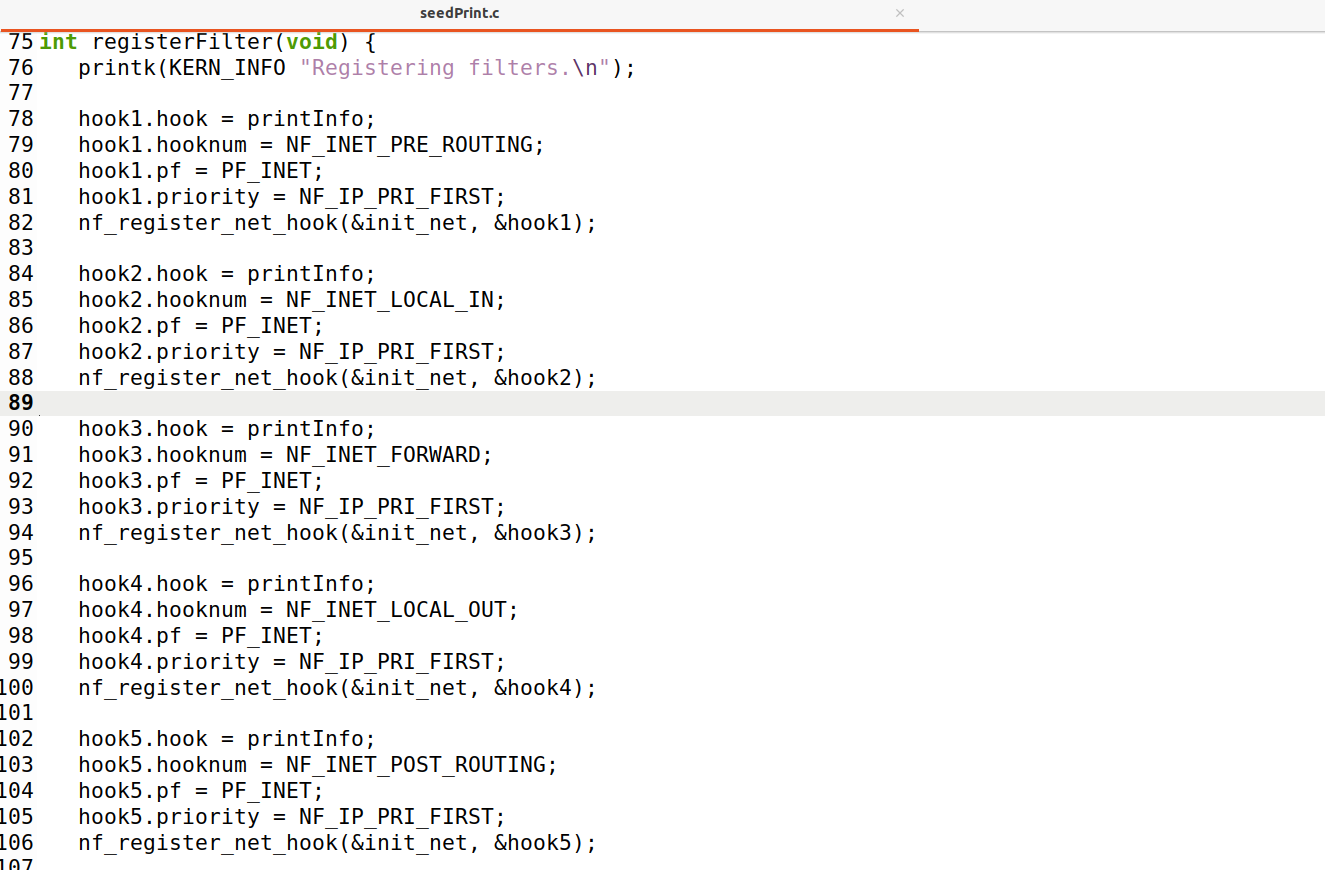 seedPrint.c
75 int registerFilter(void) {
76    printk(KERN_INFO "Registering filters.\n");
77
78    hook1.hook = printInfo;
79    hook1.hooknum = NF_INET_PRE_ROUTING;
80    hook1.pf = PF_INET;
81    hook1.priority = NF_IP_PRI_FIRST;
82    nf_register_net_hook(&init_net, &hook1);
83
84    hook2.hook = printInfo;
85    hook2.hooknum = NF_INET_LOCAL_IN;
86    hook2.pf = PF_INET;
87    hook2.priority = NF_IP_PRI_FIRST;
88    nf_register_net_hook(&init_net, &hook2);
89
90    hook3.hook = printInfo;
91    hook3.hooknum = NF_INET_FORWARD;
92    hook3.pf = PF_INET;
93    hook3.priority = NF_IP_PRI_FIRST;
94    nf_register_net_hook(&init_net, &hook3);
95
96    hook4.hook = printInfo;
97    hook4.hooknum = NF_INET_LOCAL_OUT;
98    hook4.pf = PF_INET;
99    hook4.priority = NF_IP_PRI_FIRST;
100    nf_register_net_hook(&init_net, &hook4);
101
102    hook5.hook = printInfo;
103    hook5.hooknum = NF_INET_POST_ROUTING;
104    hook5.pf = PF_INET;
105    hook5.priority = NF_IP_PRI_FIRST;
106    nf_register_net_hook(&init_net, &hook5);
107